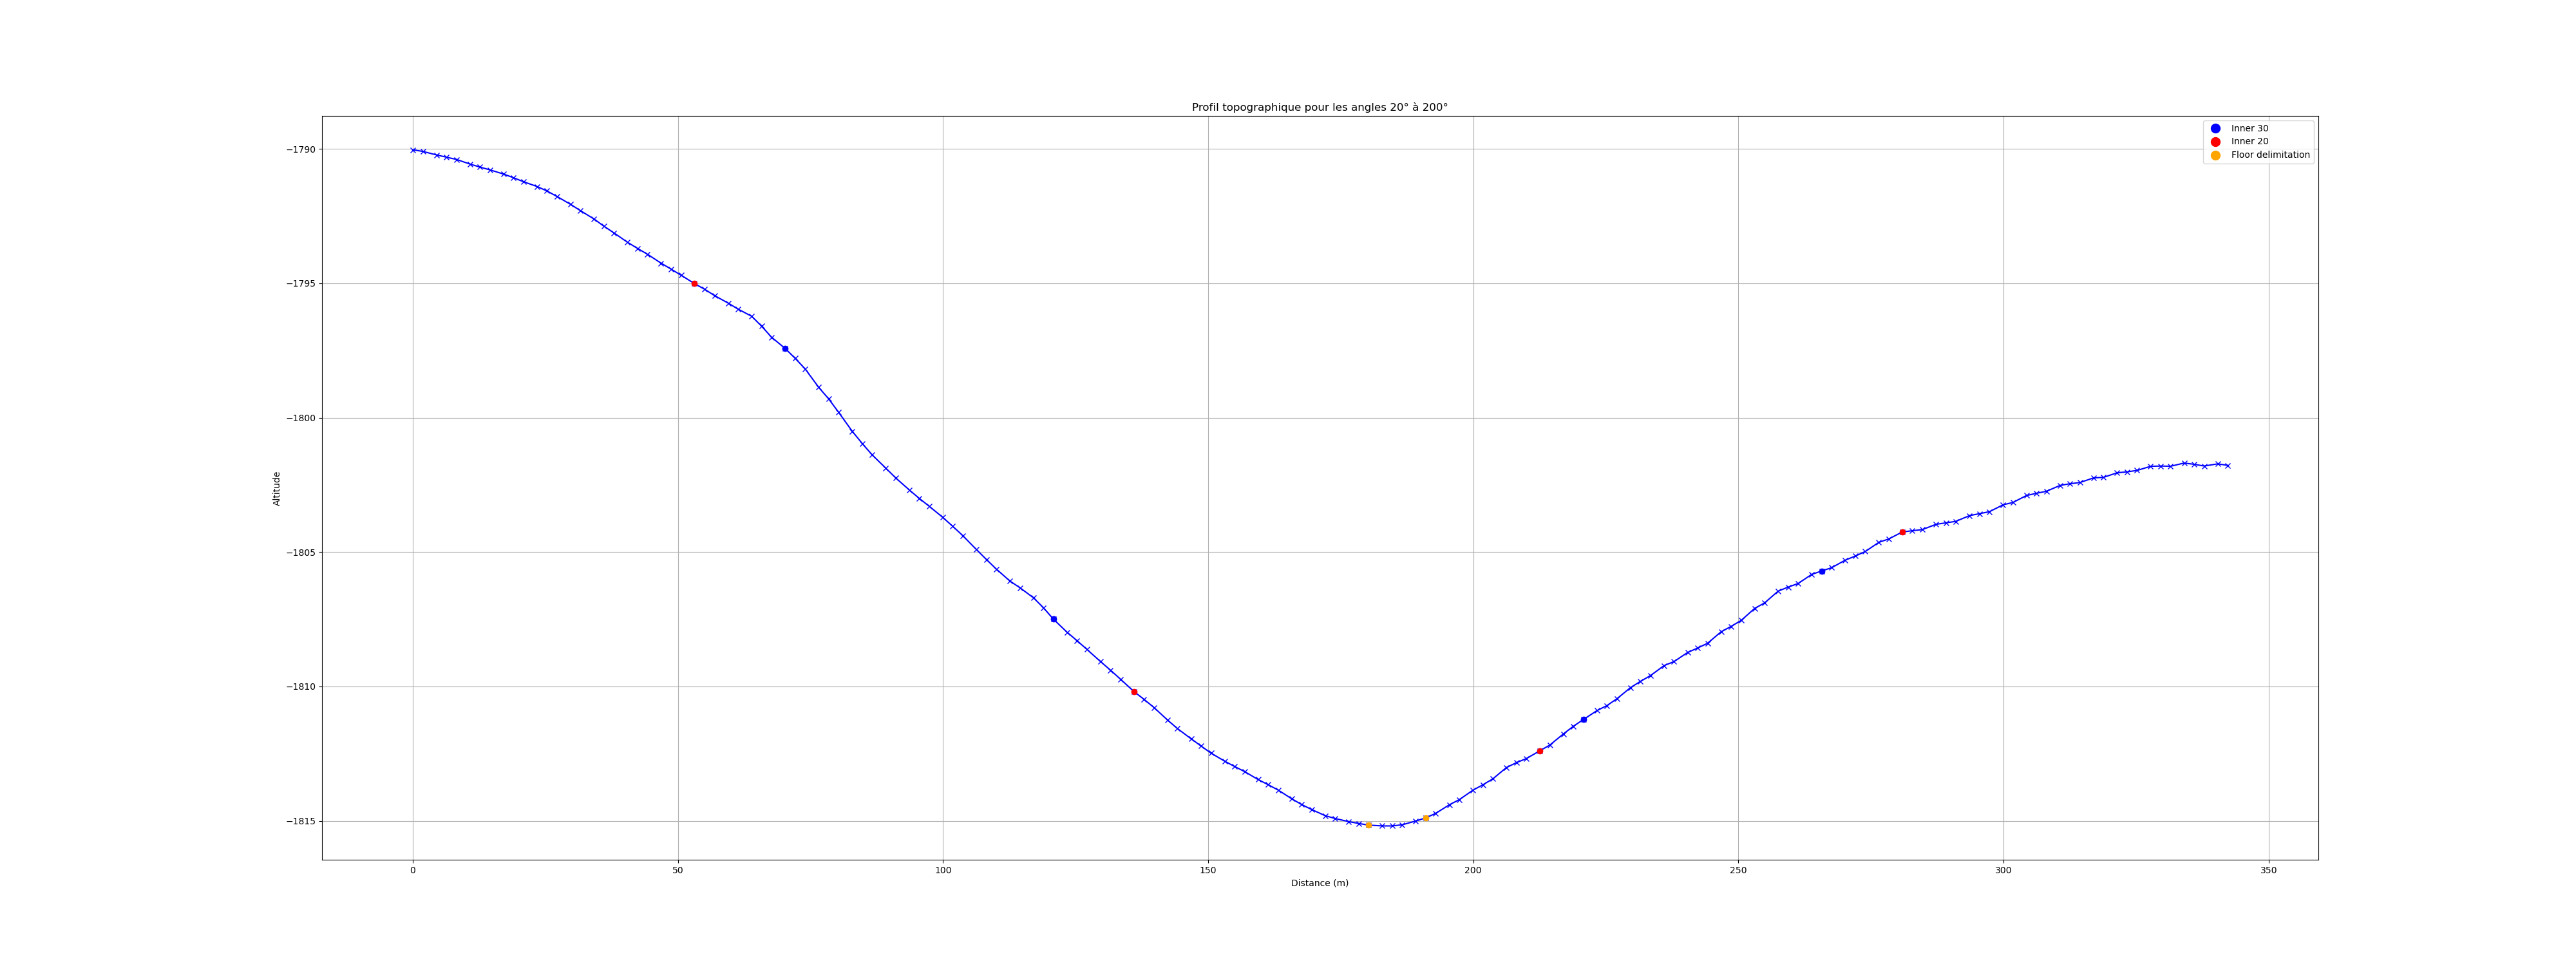 Profil topographique pour les angles 20° à 200°
Inner 30
Inner 20
Floor delimitation
−1790
−1795
−1800
−1805
−1810
−1815
Altitude
0 50 100 150 200 250 300 350
Distance (m)